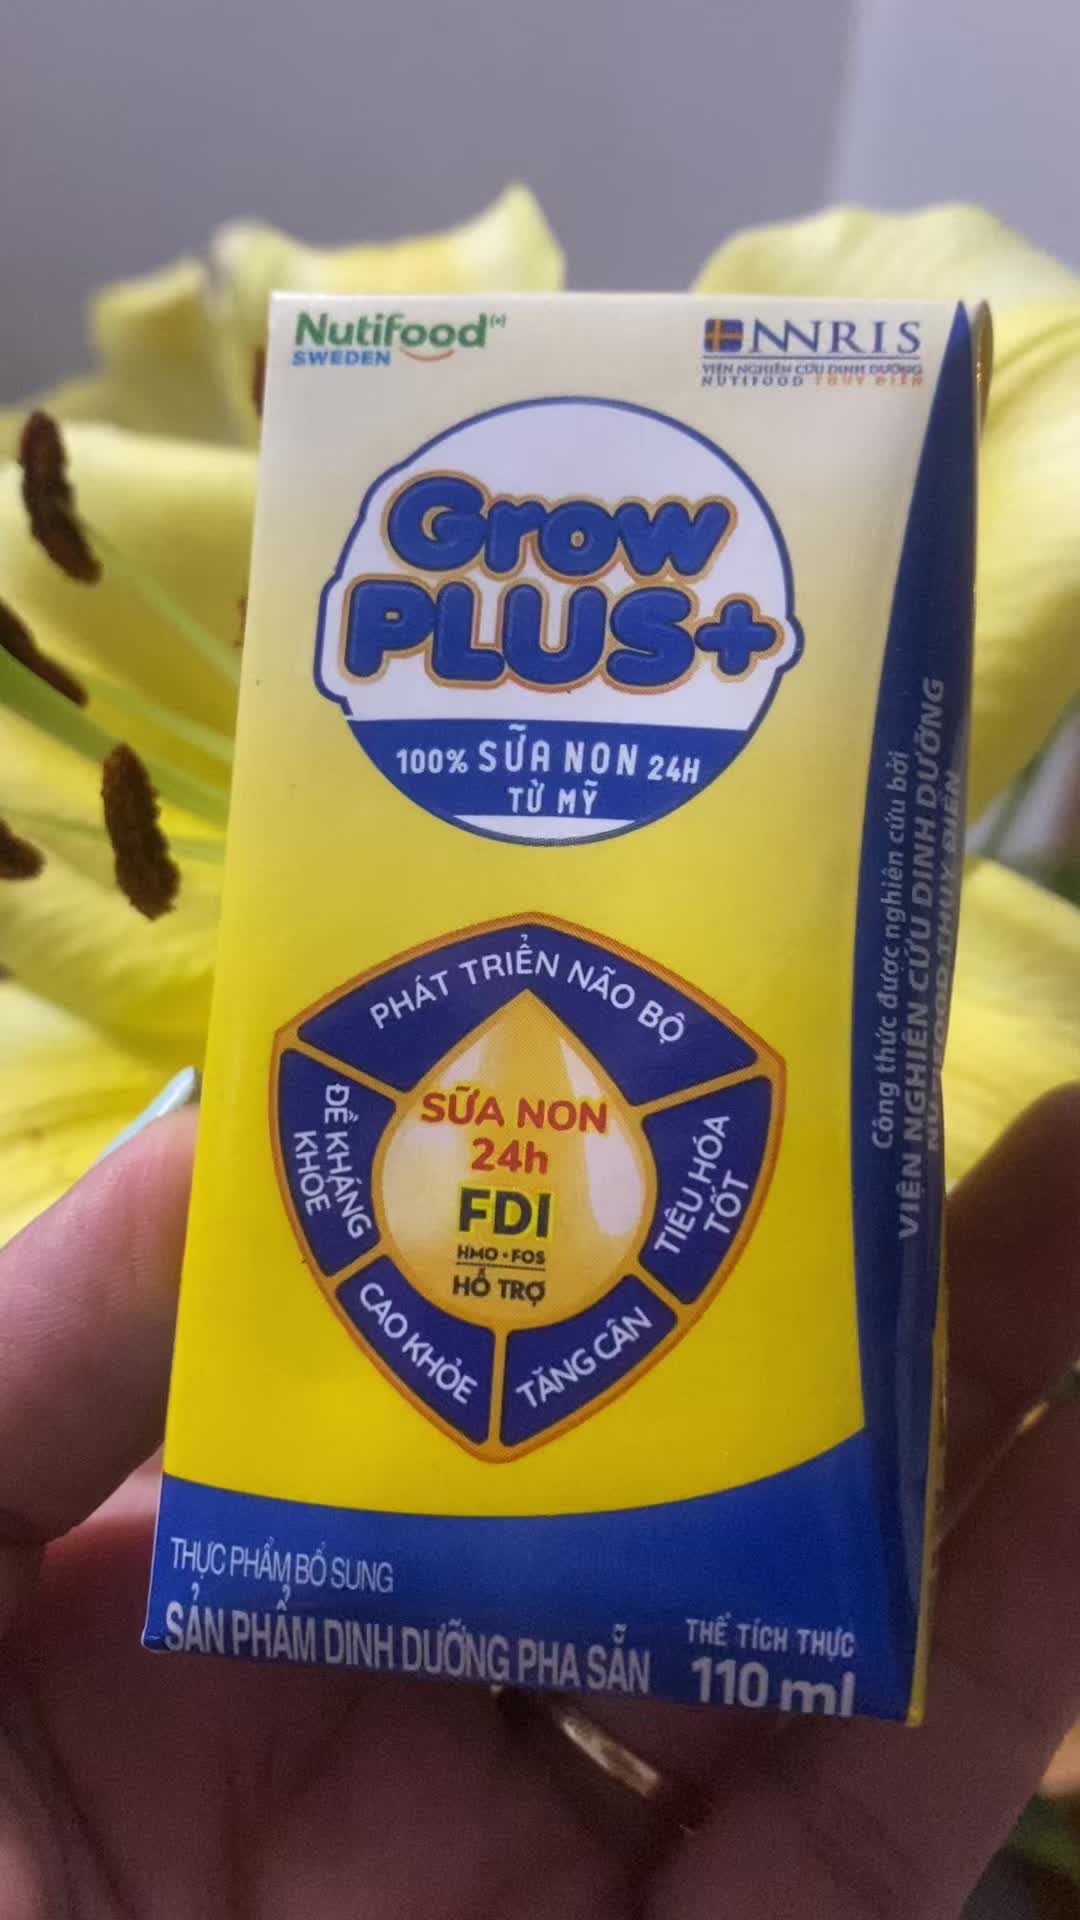 Nutifood(+)
SWEDEN
NNRIS
VIỆN NGHIÊN CỨU DINH DƯỠNG
NUTIFOOD THỤY ĐIỂN
Grow
PLUS+
100% SỮA NON 24H
TỪ MỸ
PHÁT TRIỂN NÃO BỘ
ĐỀ KHÁNG
KHỎE
SỮA NON
24h
FDI
HMO • FOS
HỖ TRỢ
TIÊU HÓA
TỐT
CAO KHỎE
TĂNG CÂN
Công thức được nghiên cứu bởi
VIỆN NGHIÊN CỨU DINH DƯỠNG
NUTIFOOD THỤY ĐIỂN
THỰC PHẨM BỔ SUNG
SẢN PHẨM DINH DƯỠNG PHA SẴN
THỂ TÍCH THỰC
110 ml